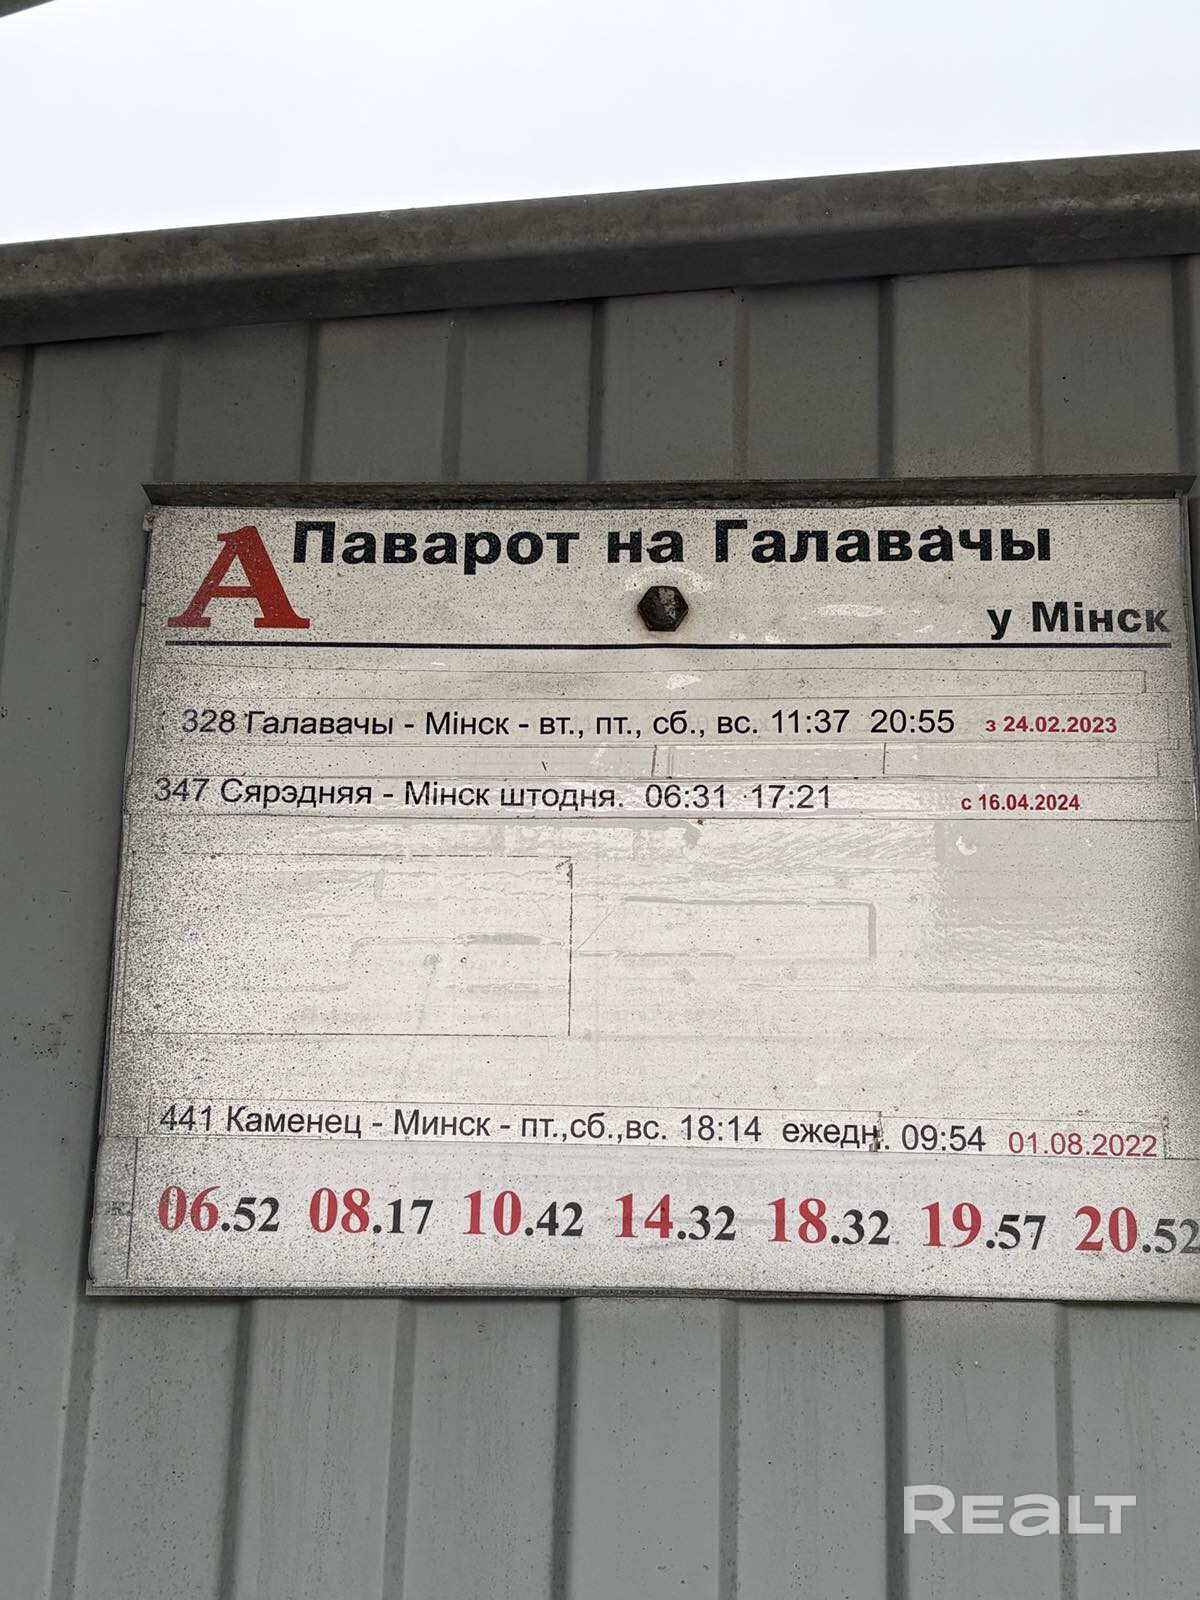 А Паварот на Галавачы
у Мінск
328 Галавачы - Мінск - вт., пт., сб., вс. 11:37 20:55 з 24.02.2023
347 Сярэдняя - Мінск штодня. 06:31 17:21 с 16.04.2024
441 Каменец - Минск - пт.,сб.,вс. 18:14 ежедн. 09:54 01.08.2022
06.52 08.17 10.42 14.32 18.32 19.57 20.52
REALT